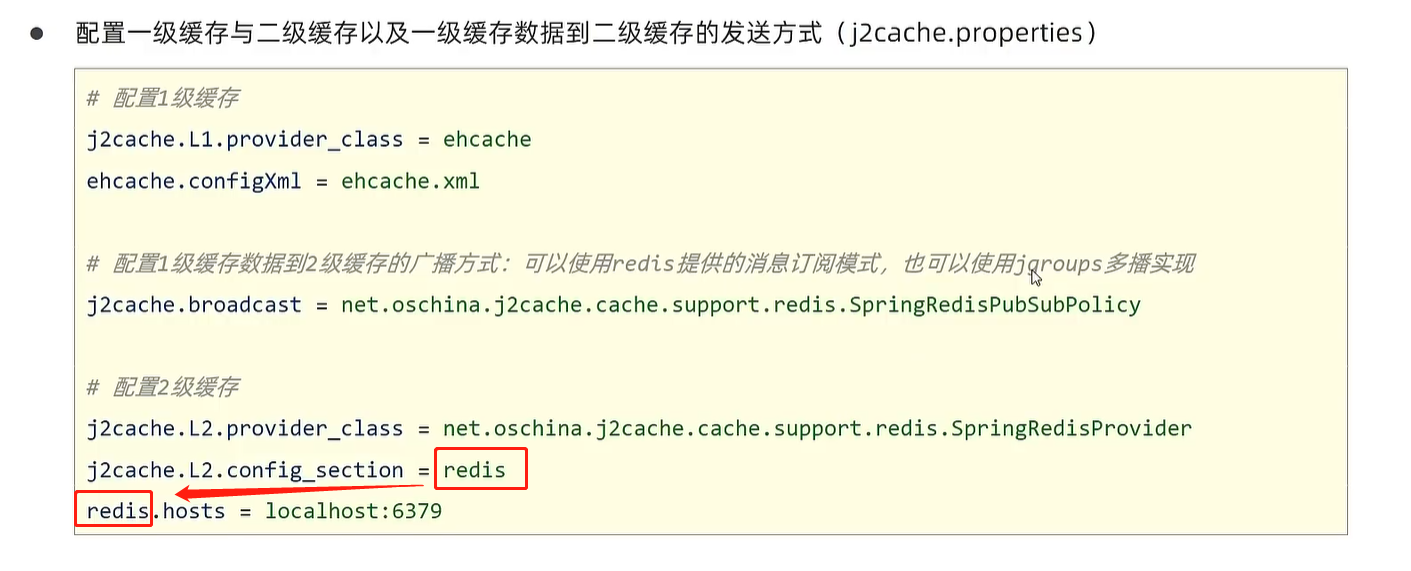 配置一级缓存与二级缓存以及一级缓存数据到二级缓存的发送方式（j2cache.properties）
# 配置1级缓存
j2cache.L1.provider_class = ehcache
ehcache.configXml = ehcache.xml
# 配置1级缓存数据到2级缓存的广播方式：可以使用redis提供的消息订阅模式，也可以使用jgroups多播实现
j2cache.broadcast = net.oschina.j2cache.cache.support.redis.SpringRedisPubSubPolicy
# 配置2级缓存
j2cache.L2.provider_class = net.oschina.j2cache.cache.support.redis.SpringRedisProvider
j2cache.L2.config_section = redis
redis.hosts = localhost:6379